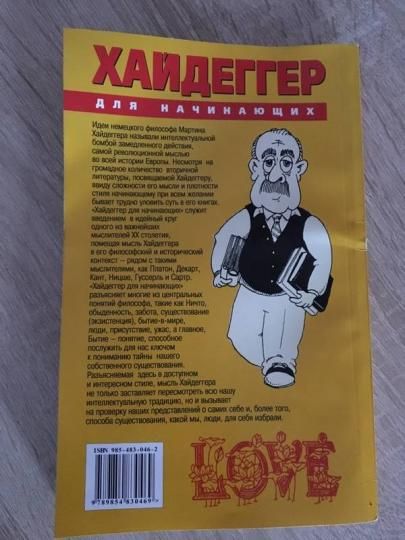 ХАЙДЕГГЕР
ДЛЯ НАЧИНАЮЩИХ
Идеи немецкого философа Мартина
Хайдеггера называли интеллектуальной
бомбой замедленного действия,
самой революционной мыслью
во всей истории Европы. Несмотря на
громадное количество вторичной
литературы, посвящаемой Хайдеггеру,
ввиду сложности его мысли и плотности
стиля начинающему при всем желании
бывает трудно уловить суть в его книгах.
«Хайдеггер для начинающих» служит
введением в идейный круг
одного из важнейших
мыслителей XX столетия,
помещая мысль Хайдеггера
в его философский и исторический
контекст – рядом с такими
мыслителями, как Платон, Декарт,
Кант, Ницше, Гуссерль и Сартр.
«Хайдеггер для начинающих»
разъясняет многие из центральных
понятий философа, такие как Ничто,
обыденность, забота, существование
(экзистенция), бытие-в-мире,
люди, присутствие, ужас, а главное,
Бытие – понятие, способное
послужить для нас ключом
к пониманию тайны нашего
собственного существования.
Разъясняемая здесь в доступном
и интересном стиле, мысль Хайдеггера
не только заставляет пересмотреть всю нашу
интеллектуальную традицию, но и вызывает
на проверку наших представлений о самих себе и, более того,
способа существования, какой мы, люди, для себя избрали.
ISBN 985-483-046-2
9789854830469
LOVE